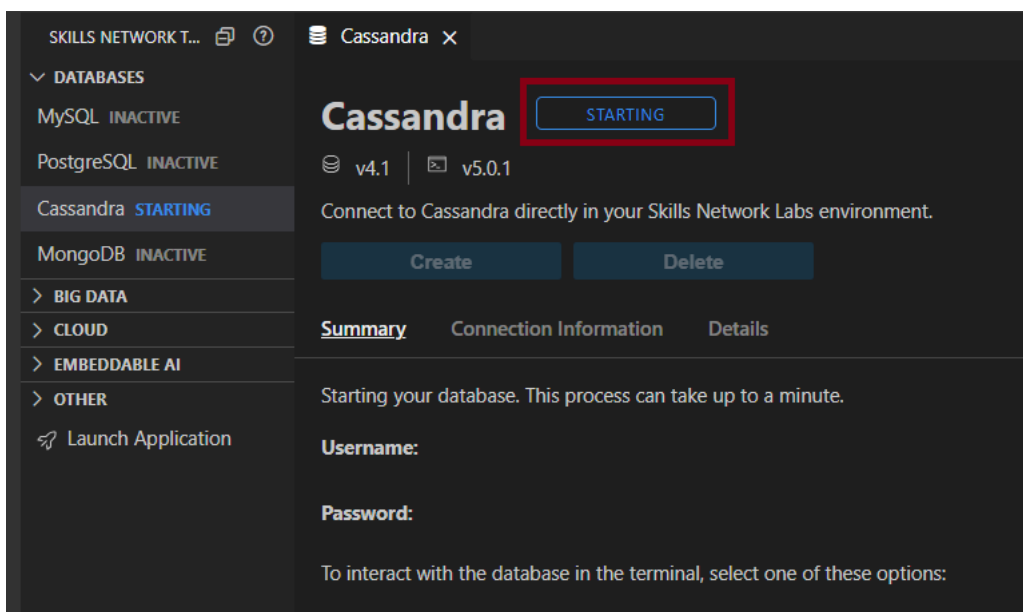 SKILLS NETWORK T...
DATABASES
MySQL INACTIVE
PostgreSQL INACTIVE
Cassandra STARTING
MongoDB INACTIVE
BIG DATA
CLOUD
EMBEDDABLE AI
OTHER
Launch Application
Cassandra
Cassandra STARTING
v4.1 v5.0.1
Connect to Cassandra directly in your Skills Network Labs environment.
Create Delete
Summary Connection Information Details
Starting your database. This process can take up to a minute.
Username:
Password:
To interact with the database in the terminal, select one of these options: